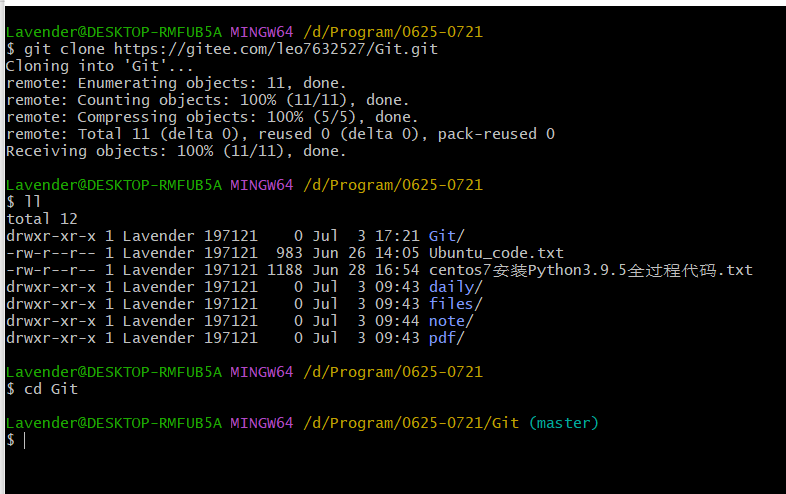 Lavender@DESKTOP-RMFUB5A MINGW64 /d/Program/0625-0721
$ git clone https://gitee.com/leo7632527/Git.git
Cloning into 'Git'...
remote: Enumerating objects: 11, done.
remote: Counting objects: 100% (11/11), done.
remote: Compressing objects: 100% (5/5), done.
remote: Total 11 (delta 0), reused 0 (delta 0), pack-reused 0
Receiving objects: 100% (11/11), done.
Lavender@DESKTOP-RMFUB5A MINGW64 /d/Program/0625-0721
$ ll
total 12
drwxr-xr-x 1 Lavender 197121    0 Jul  3 17:21 Git/
-rw-r--r-- 1 Lavender 197121  983 Jun 26 14:05 Ubuntu_code.txt
-rw-r--r-- 1 Lavender 197121 1188 Jun 28 16:54 centos7安装Python3.9.5全过程代码.txt
drwxr-xr-x 1 Lavender 197121    0 Jul  3 09:43 daily/
drwxr-xr-x 1 Lavender 197121    0 Jul  3 09:43 files/
drwxr-xr-x 1 Lavender 197121    0 Jul  3 09:44 note/
drwxr-xr-x 1 Lavender 197121    0 Jul  3 09:43 pdf/
Lavender@DESKTOP-RMFUB5A MINGW64 /d/Program/0625-0721
$ cd Git
Lavender@DESKTOP-RMFUB5A MINGW64 /d/Program/0625-0721/Git (master)
$